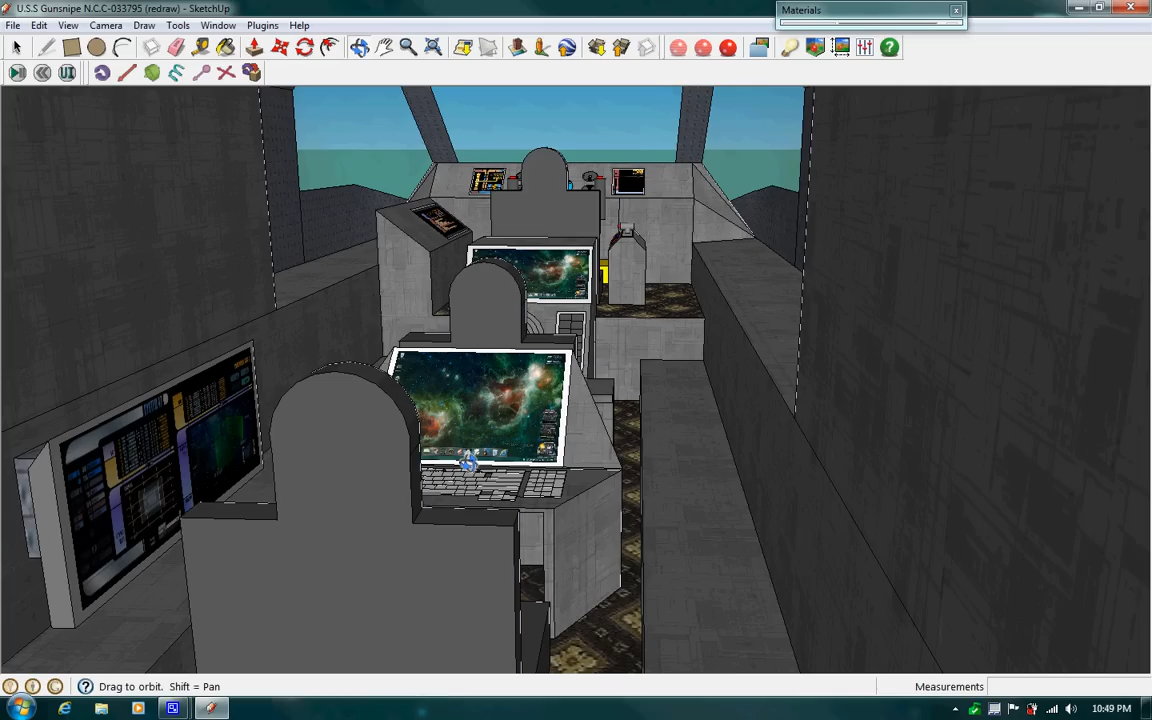 U.S.S Gunsnipe N.C.C-033795 (redraw) - SketchUp
Materials
File Edit View Camera Draw Tools Window Plugins Help
UI
Drag to orbit. Shift = Pan
Measurements
10:49 PM